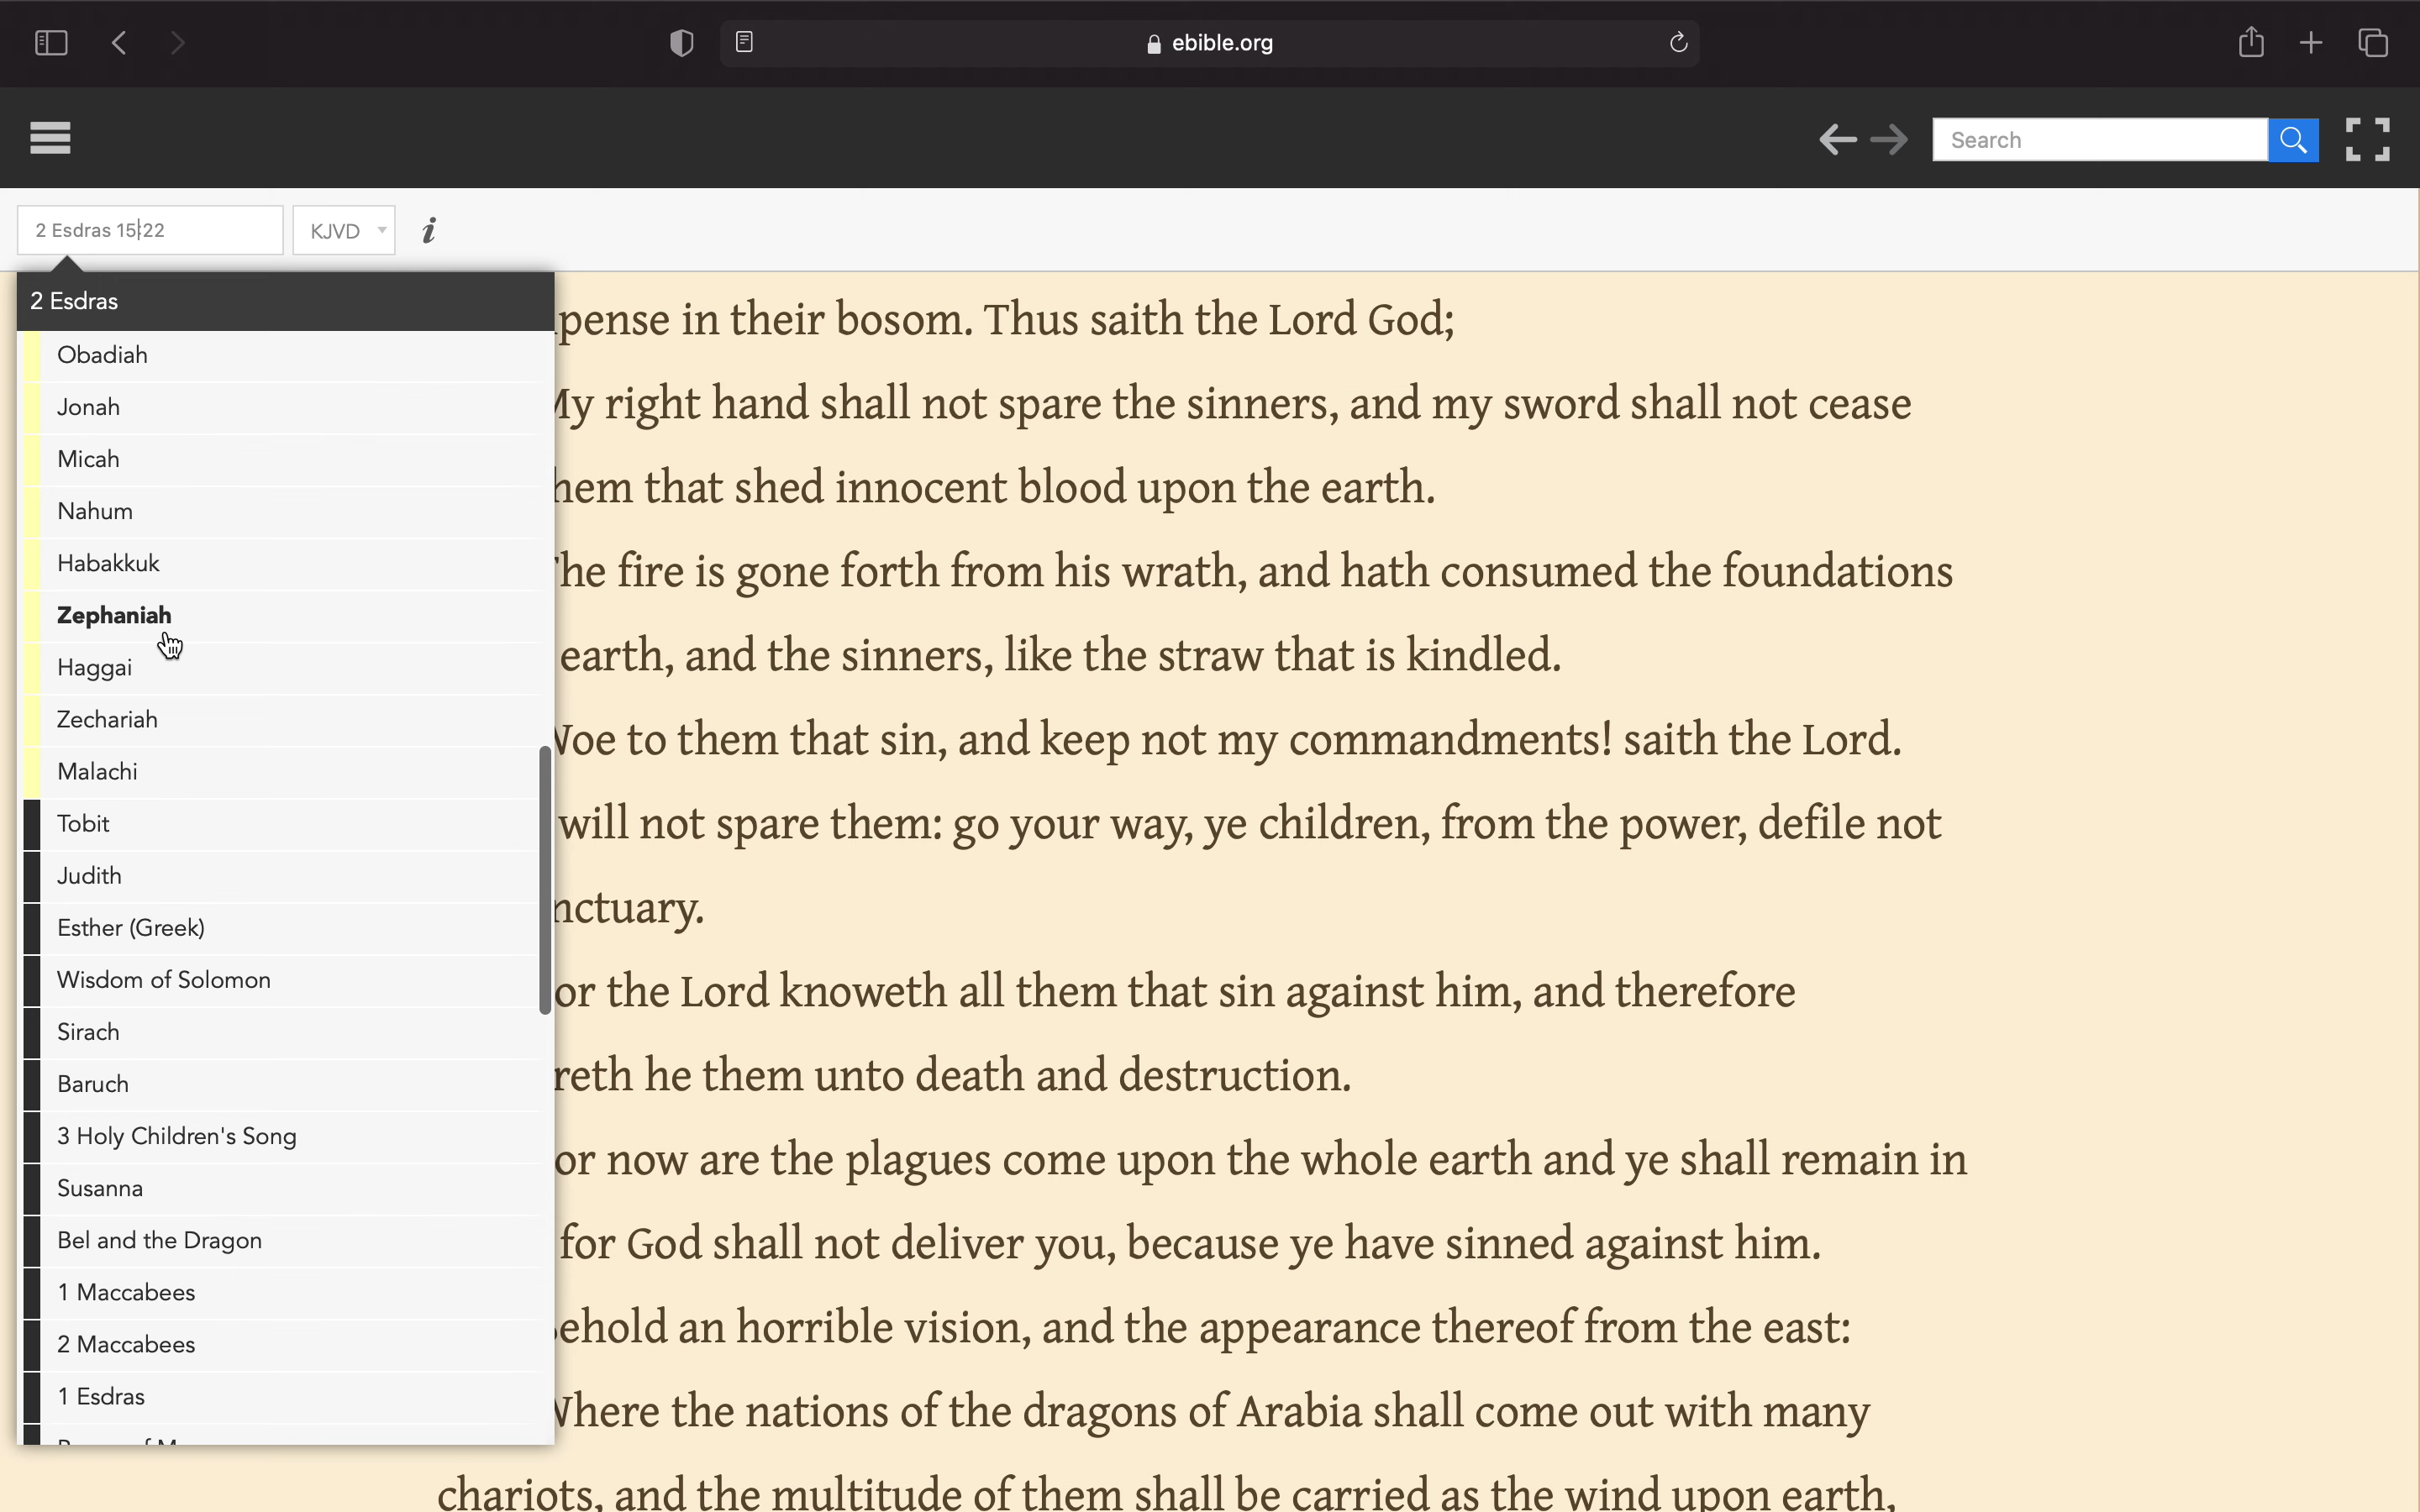 ebible.org
Search
2 Esdras 15:22
KJVD
i
2 Esdras
Obadiah
Jonah
Micah
Nahum
Habakkuk
Zephaniah
Haggai
Zechariah
Malachi
Tobit
Judith
Esther (Greek)
Wisdom of Solomon
Sirach
Baruch
3 Holy Children's Song
Susanna
Bel and the Dragon
1 Maccabees
2 Maccabees
1 Esdras
pense in their bosom. Thus saith the Lord God;
My right hand shall not spare the sinners, and my sword shall not cease
hem that shed innocent blood upon the earth.
The fire is gone forth from his wrath, and hath consumed the foundations
earth, and the sinners, like the straw that is kindled.
Woe to them that sin, and keep not my commandments! saith the Lord.
will not spare them: go your way, ye children, from the power, defile not
nctuary.
or the Lord knoweth all them that sin against him, and therefore
reth he them unto death and destruction.
or now are the plagues come upon the whole earth and ye shall remain in
for God shall not deliver you, because ye have sinned against him.
ehold an horrible vision, and the appearance thereof from the east:
Where the nations of the dragons of Arabia shall come out with many
chariots, and the multitude of them shall be carried as the wind upon earth,